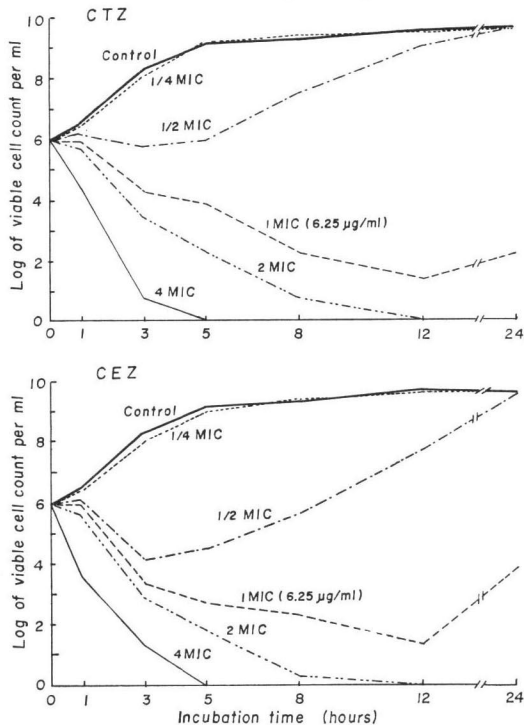 CTZ
Log of viable cell count per ml
10
8
6
4
2
0
Control
1/4 MIC
1/2 MIC
1 MIC (6.25 µg/ml)
2 MIC
4 MIC
0 1 3 5 8 12 24
CEZ
Log of viable cell count per ml
10
8
6
4
2
0
Control
1/4 MIC
1/2 MIC
1 MIC (6.25 µg/ml)
2 MIC
4 MIC
0 1 3 5 8 12 24
Incubation time (hours)